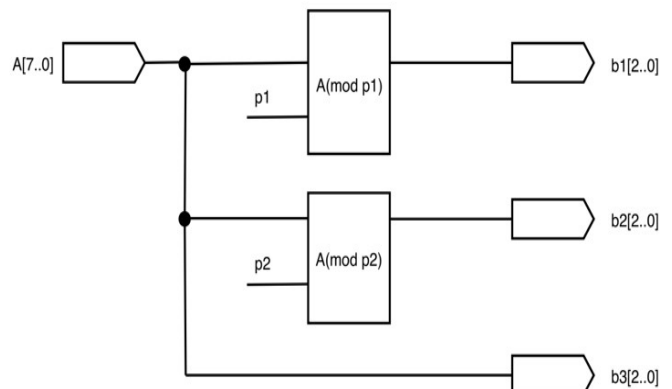 A[7..0]
A(mod p1)
b1[2..0]
p1
b2[2..0]
A(mod p2)
p2
b3[2..0]